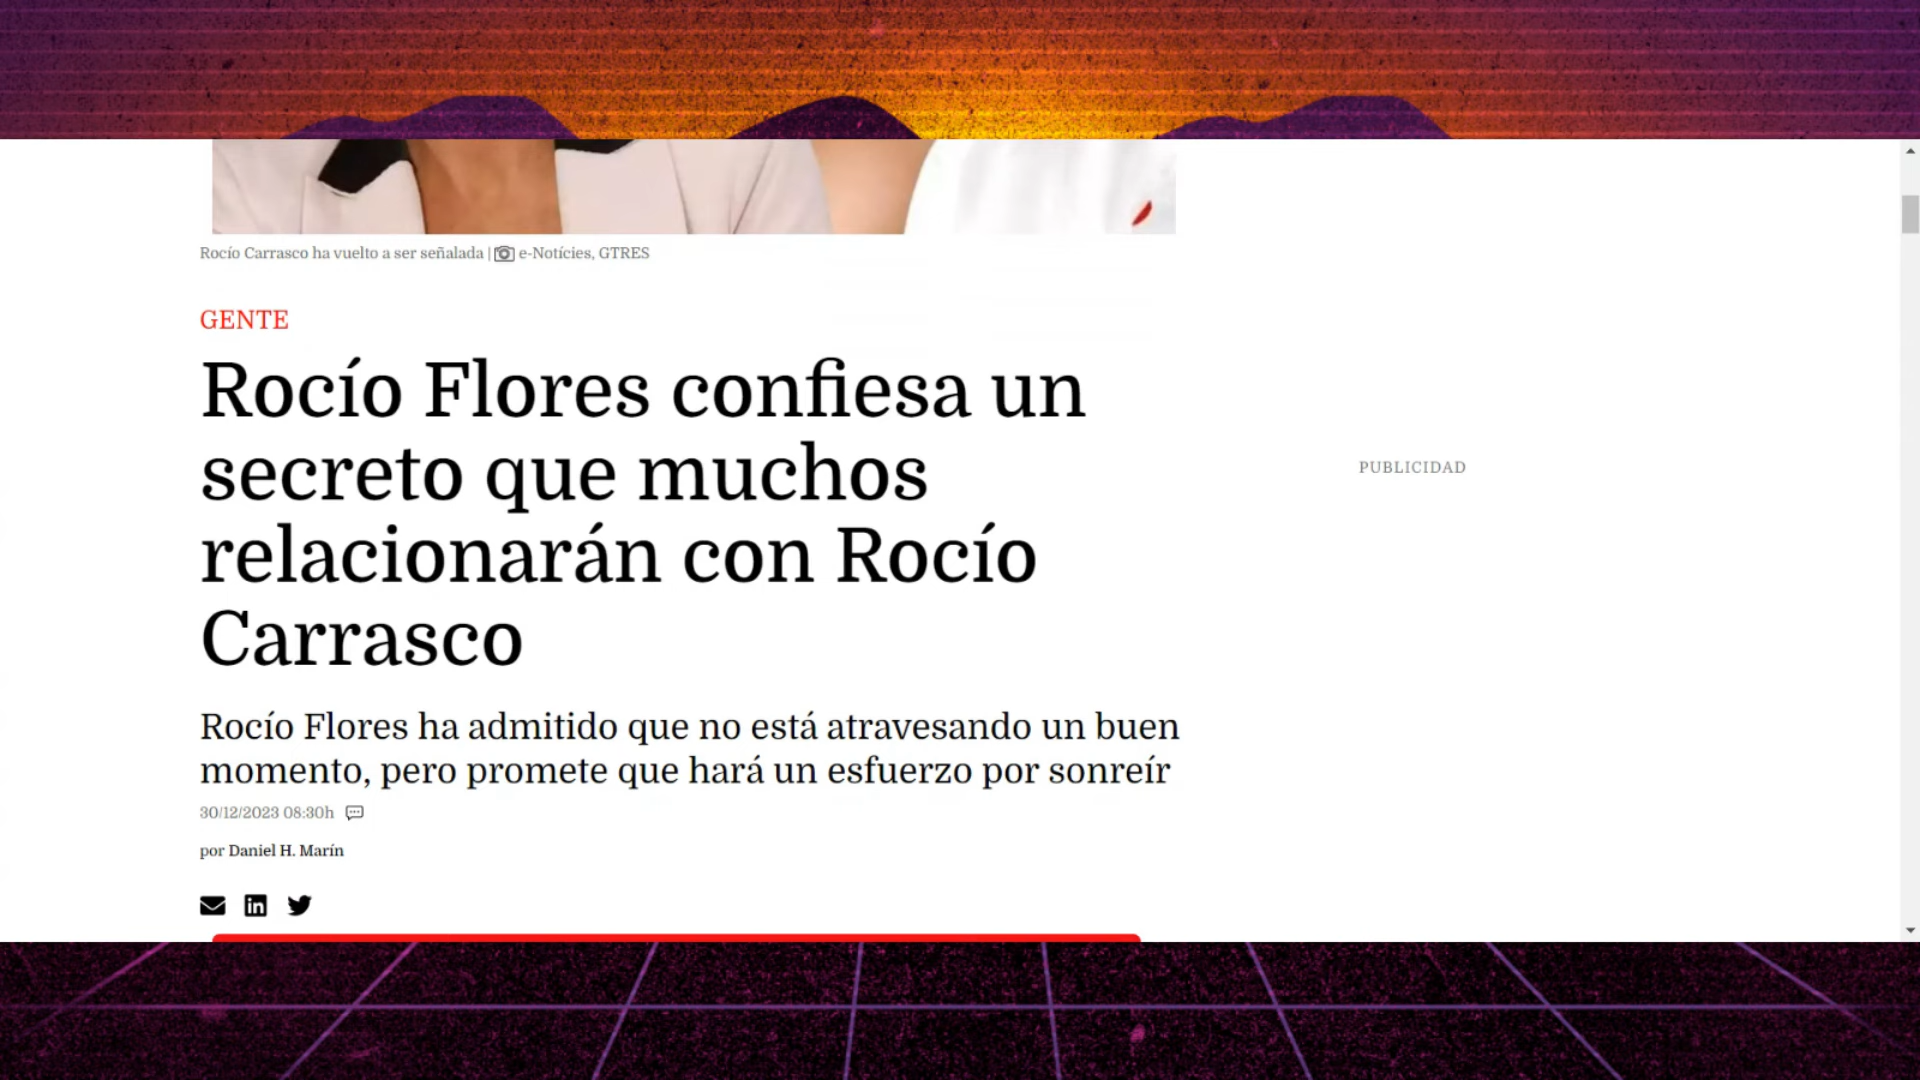 Rocío Carrasco ha vuelto a ser señalada | e-Notícies, GTRES
GENTE
Rocío Flores confiesa un
secreto que muchos
relacionarán con Rocío
Carrasco
PUBLICIDAD
Rocío Flores ha admitido que no está atravesando un buen
momento, pero promete que hará un esfuerzo por sonreír
30/12/2023 08:30h
por Daniel H. Marín